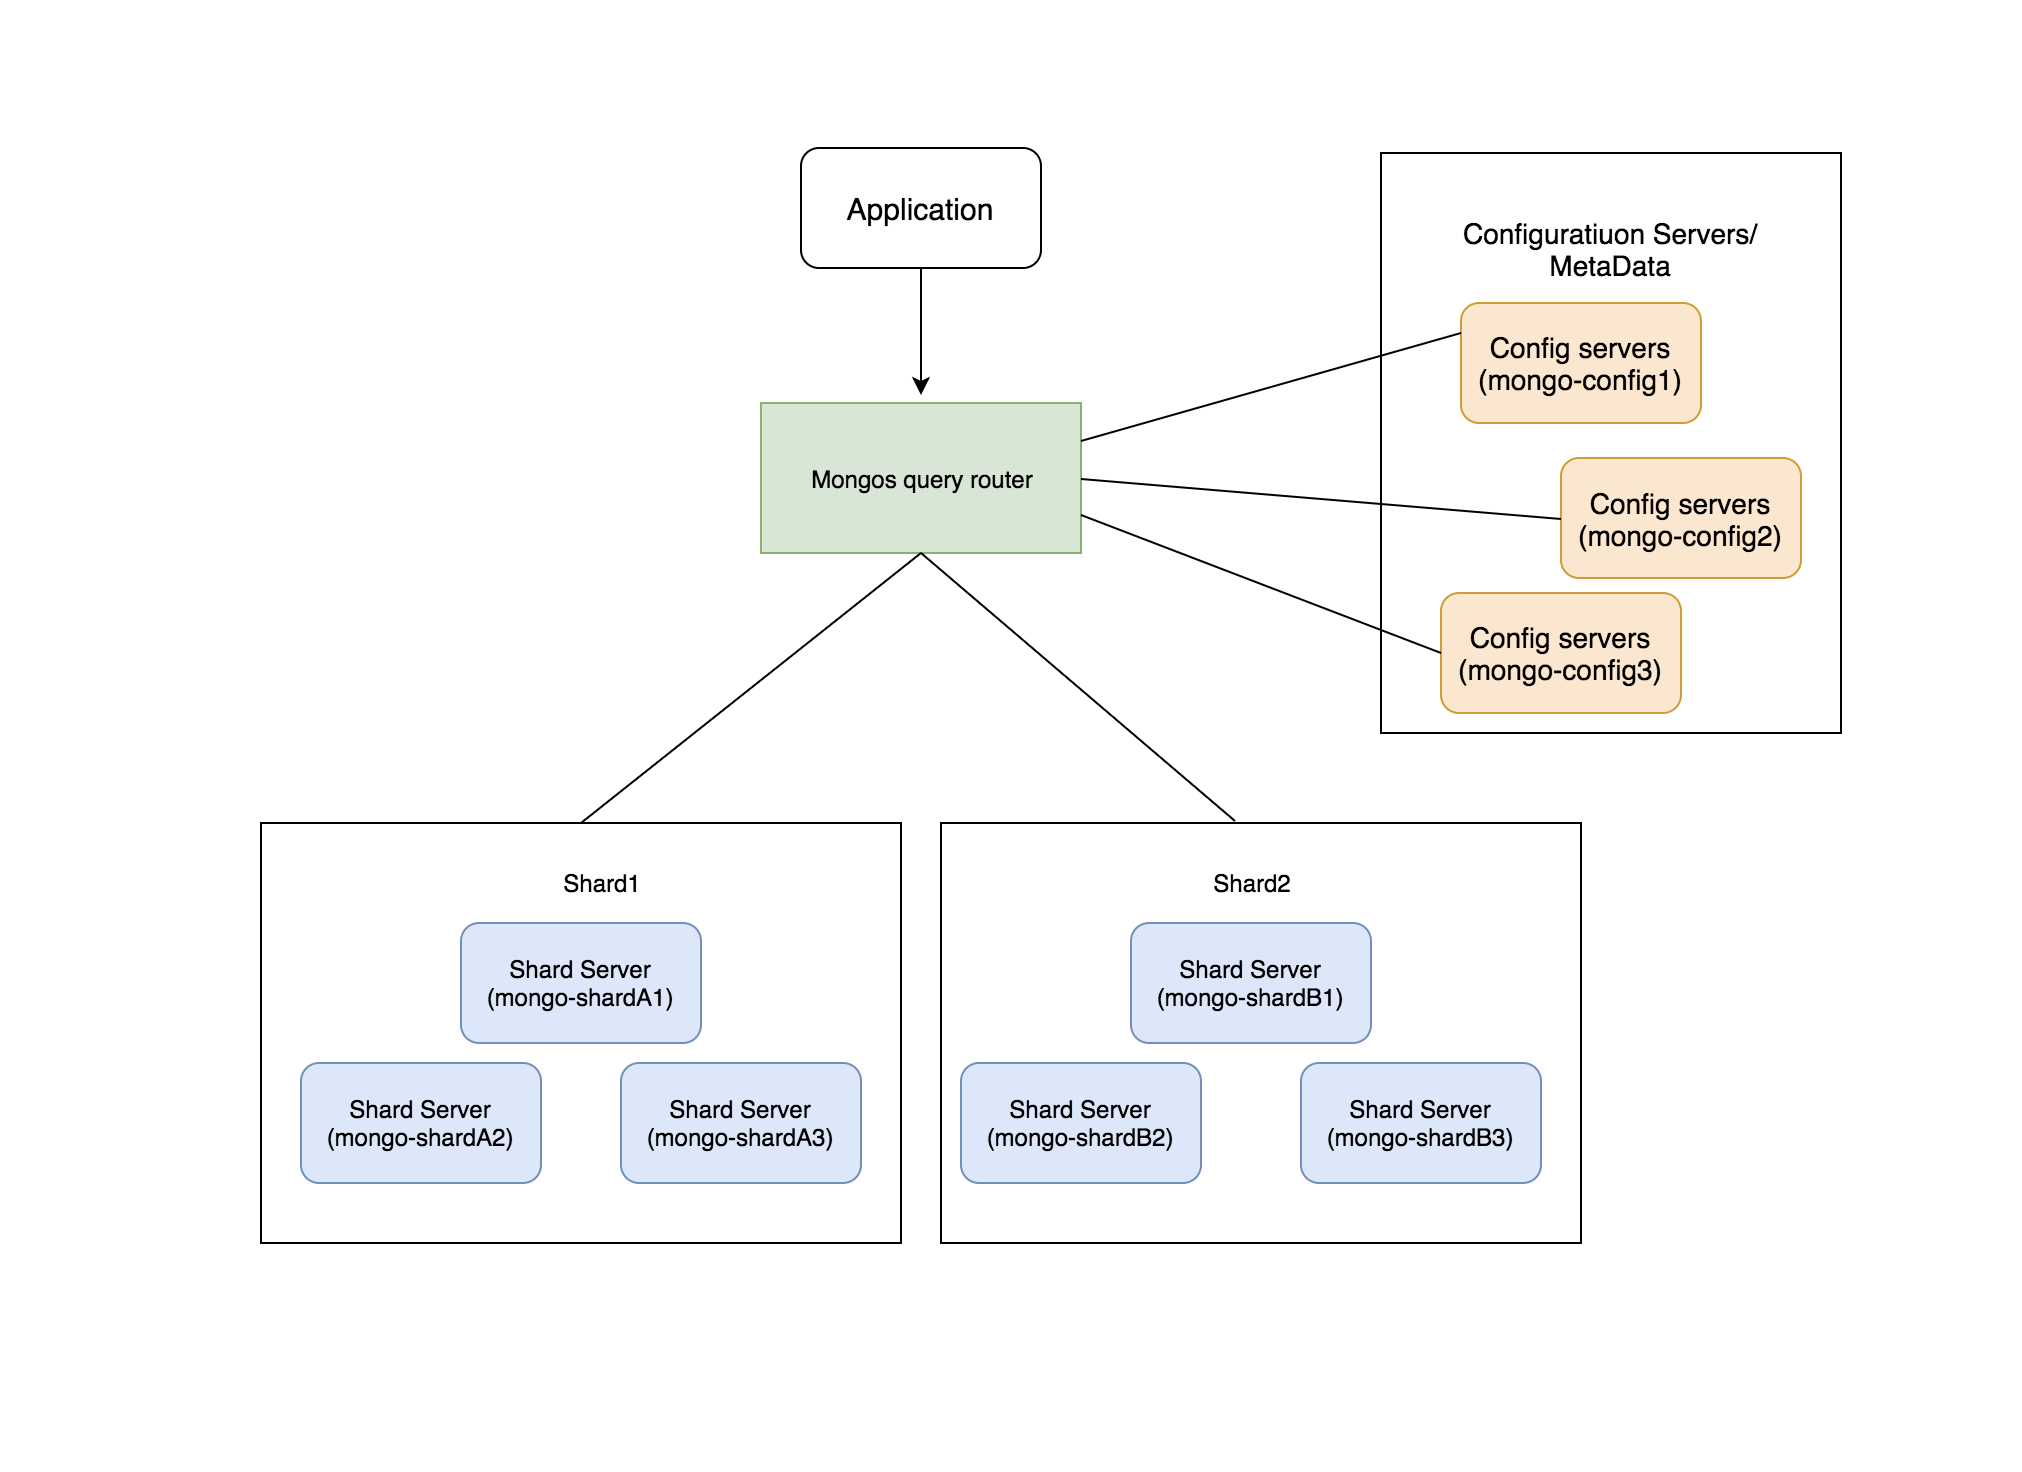 Application
Configuratiuon Servers/
MetaData
Config servers
(mongo-config1)
Mongos query router
Config servers
(mongo-config2)
Config servers
(mongo-config3)
Shard1
Shard Server
(mongo-shardA1)
Shard Server
(mongo-shardA2)
Shard Server
(mongo-shardA3)
Shard2
Shard Server
(mongo-shardB1)
Shard Server
(mongo-shardB2)
Shard Server
(mongo-shardB3)